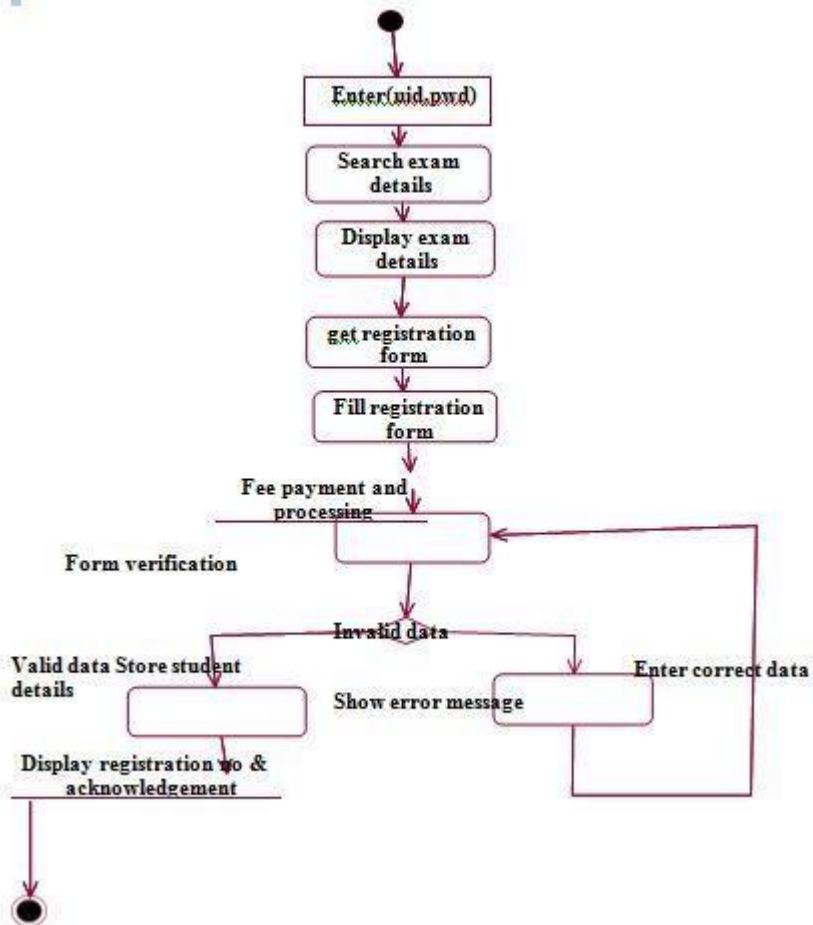 Enter(uid,pwd)
Search exam
details
Display exam
details
get registration
form
Fill registration
form
Fee payment and
processing
Form verification
Invalid data
Valid data Store student
details
Enter correct data
Show error message
Display registration no &
acknowledgement